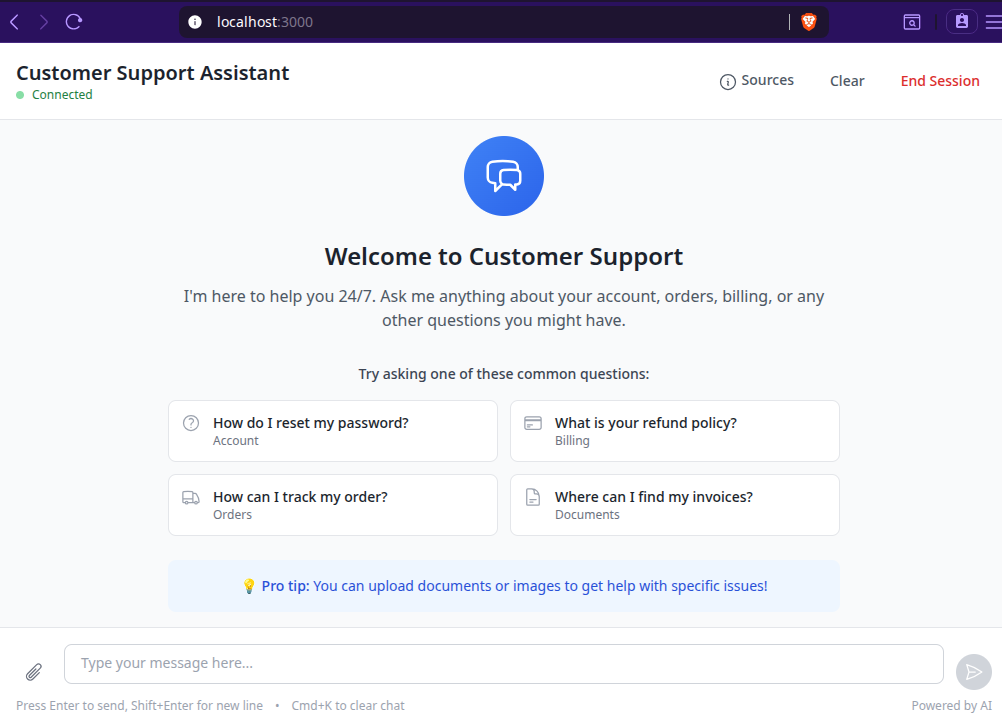 localhost:3000
Customer Support Assistant
Connected
Sources
Clear
End Session
Welcome to Customer Support
I'm here to help you 24/7. Ask me anything about your account, orders, billing, or any
other questions you might have.
Try asking one of these common questions:
How do I reset my password?
Account
What is your refund policy?
Billing
How can I track my order?
Orders
Where can I find my invoices?
Documents
💡 Pro tip: You can upload documents or images to get help with specific issues!
Type your message here...
Press Enter to send, Shift+Enter for new line • Cmd+K to clear chat
Powered by AI